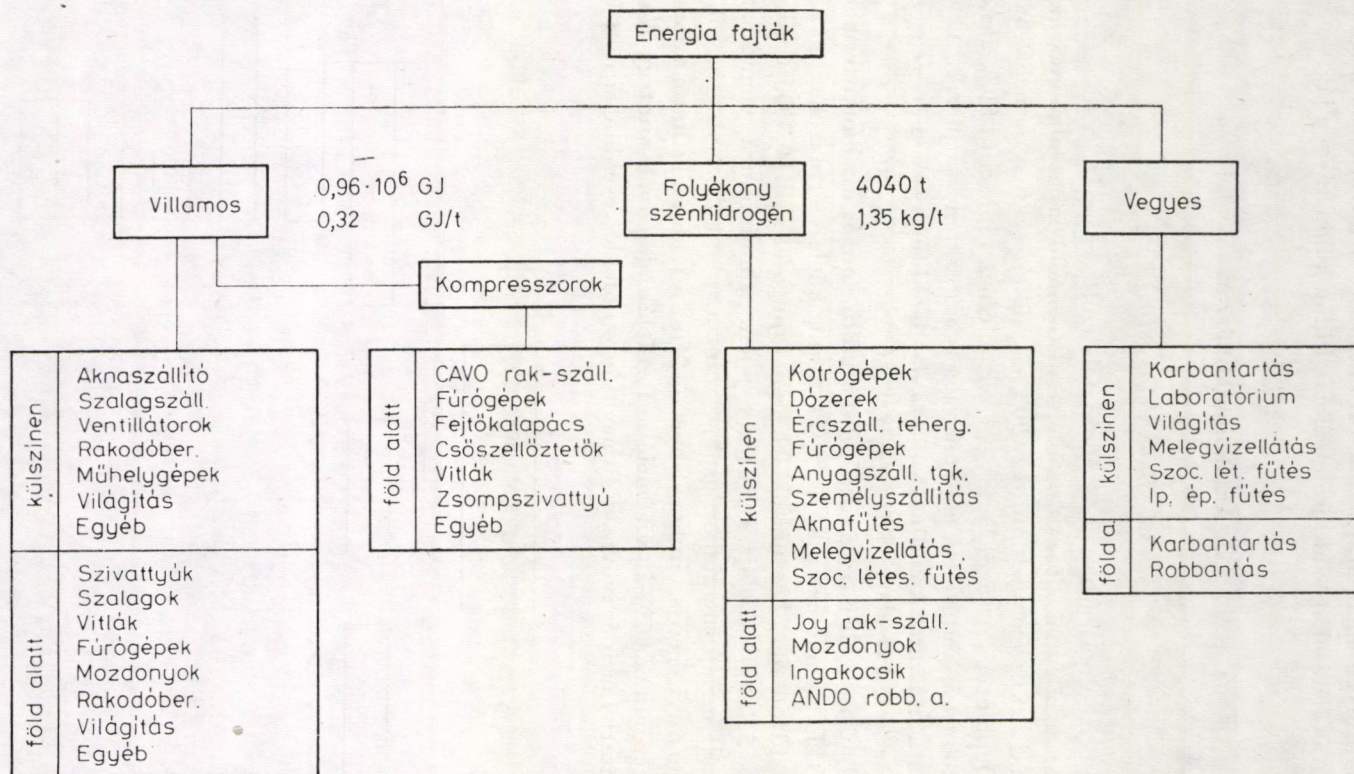 Energia fajták
Villamos
0,96·10⁶ GJ
0,32 GJ/t
Folyékony
szénhidrogén
4040 t
1,35 kg/t
Vegyes
Kompresszorok
külszínen
Aknaszállító
Szalagszáll.
Ventillátorok
Rakodóber.
Műhelygépek
Világítás
Egyéb
föld alatt
Szivattyúk
Szalagok
Vitlák
Fúrógépek
Mozdonyok
Rakodóber.
Világítás
Egyéb
föld alatt
CAVO rak-száll.
Fúrógépek
Fejtőkalapács
Csőszellőztetők
Vitlák
Zsompszivattyú
Egyéb
külszínen
Kotrógépek
Dózerek
Ércszáll. teherg.
Fúrógépek
Anyagszáll. tgk.
Személyszállítás
Aknafűtés
Melegvízellátás
Szoc. létes. fűtés
föld alatt
Joy rak-száll.
Mozdonyok
Ingakocsik
ANDO robb. a.
külszínen
Karbantartás
Laboratórium
Világítás
Melegvízellátás
Szoc. lét. fűtés
Ip. ép. fűtés
föld a.
Karbantartás
Robbantás